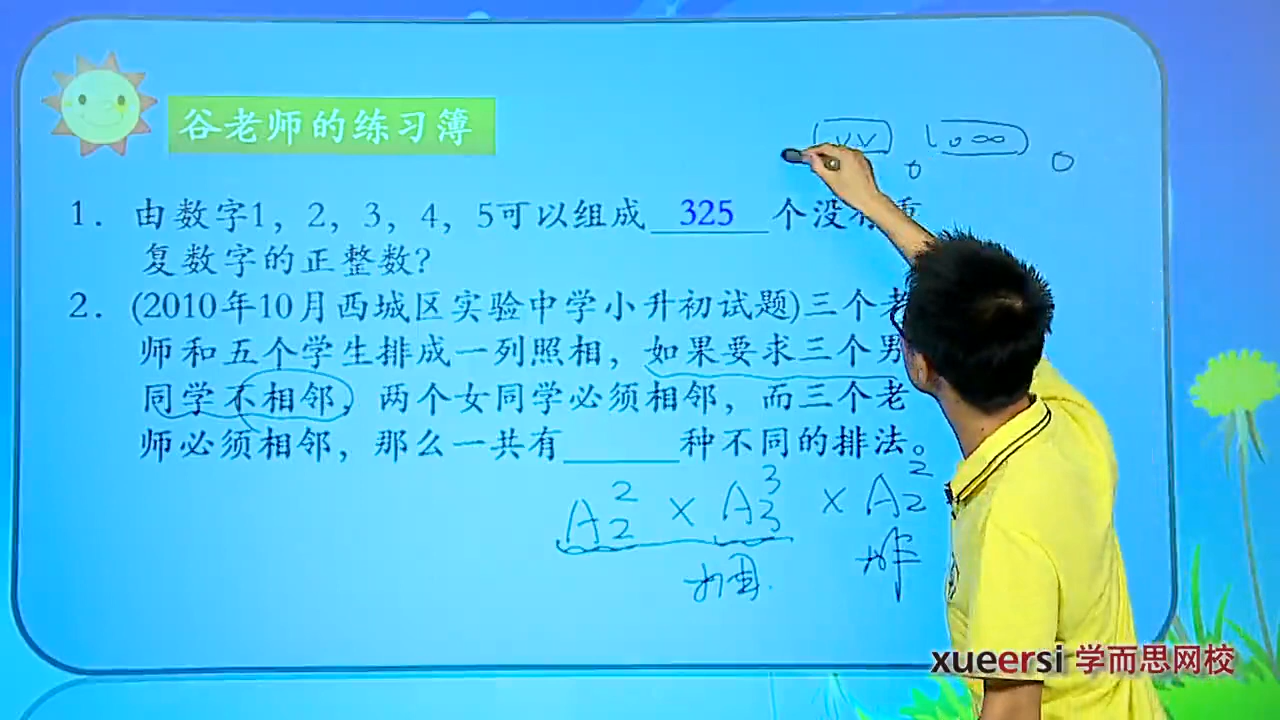 谷老师的练习簿
1. 由数字1，2，3，4，5可以组成 325 个没有重
复数字的正整数？
2. (2010年10月西城区实验中学小升初试题)三个老
师和五个学生排成一列照相，如果要求三个男
同学不相邻，两个女同学必须相邻，而三个老
师必须相邻，那么一共有______种不同的排法。
A₂² × A₃³ × A₂²
捆 排
xueersi 学而思网校